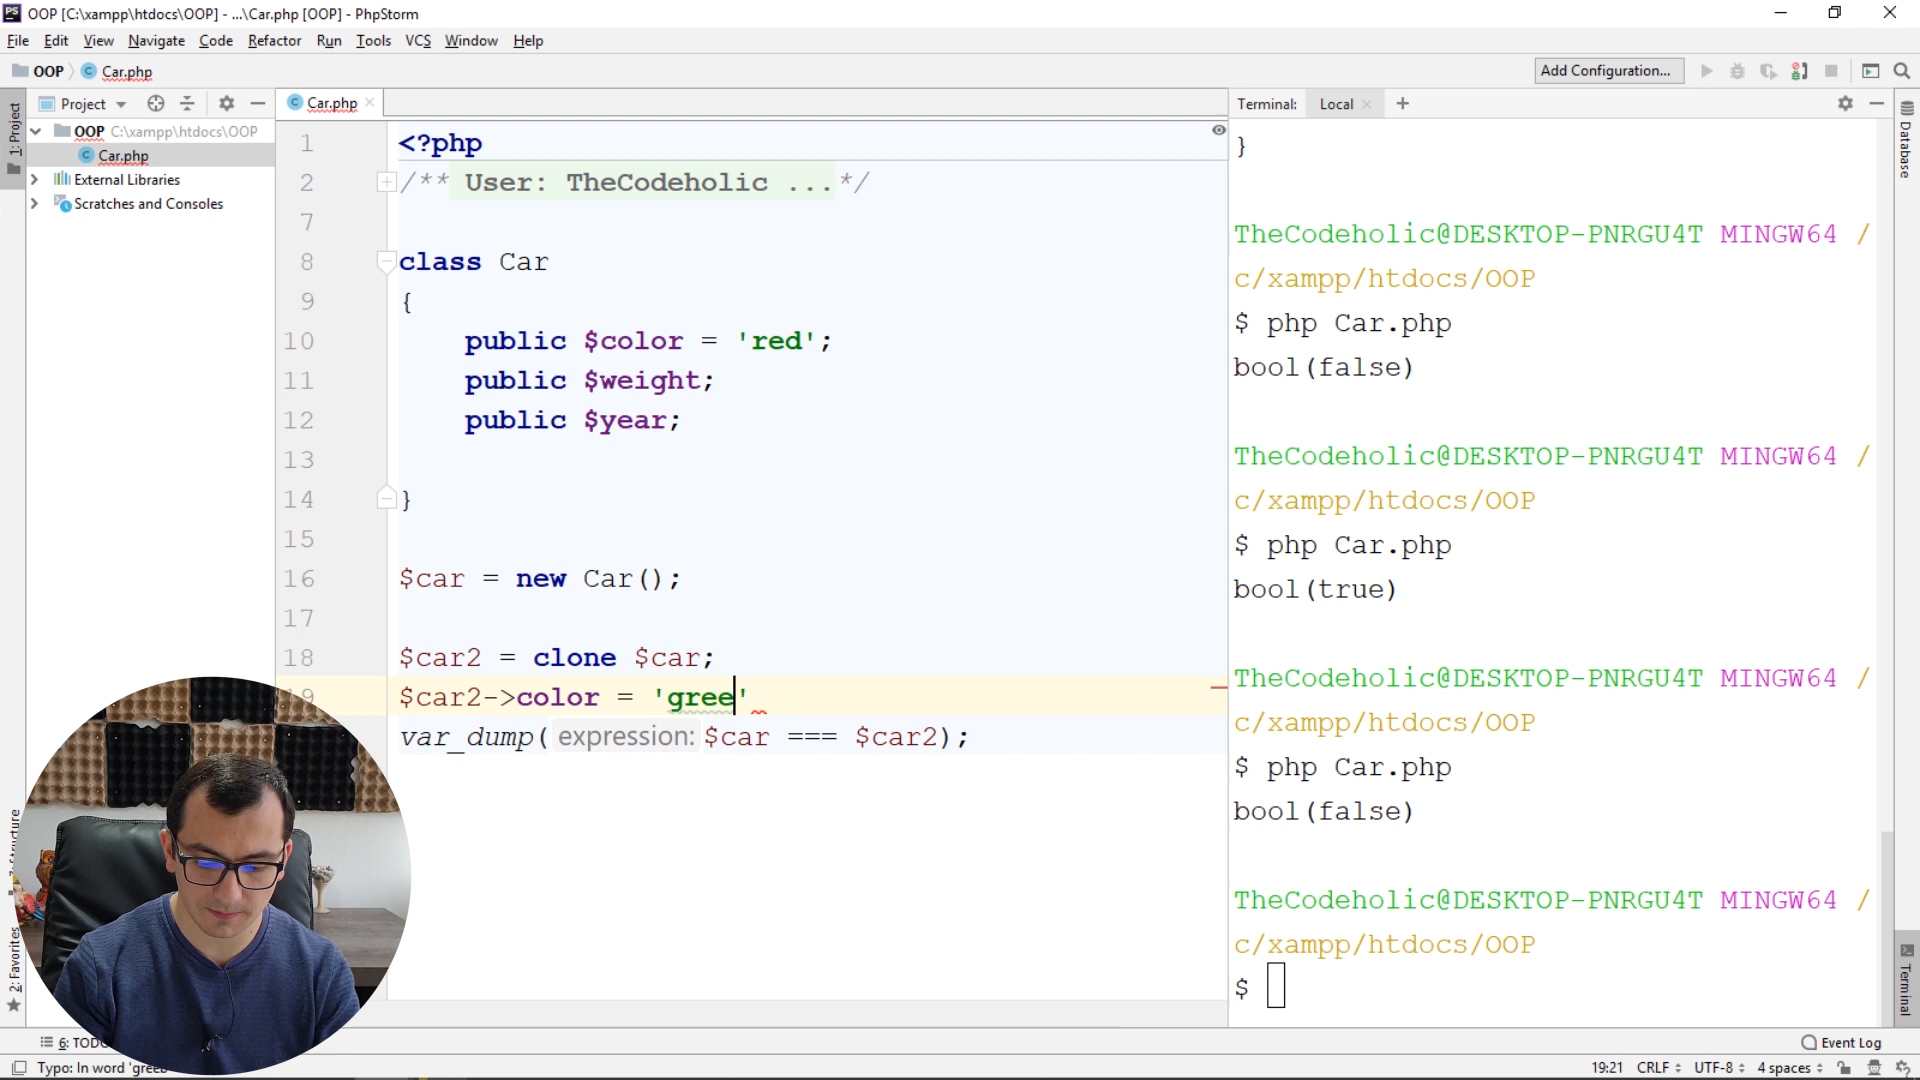 OOP [C:\xampp\htdocs\OOP] - ...\Car.php [OOP] - PhpStorm
File Edit View Navigate Code Refactor Run Tools VCS Window Help
OOP Car.php
Add Configuration...
1: Project
Project
Car.php
Terminal: Local +
OOP C:\xampp\htdocs\OOP
Car.php
External Libraries
Scratches and Consoles
1 <?php
2 /** User: TheCodeholic ...*/
7
8 class Car
9 {
10 public $color = 'red';
11 public $weight;
12 public $year;
13
14 }
15
16 $car = new Car();
17
18 $car2 = clone $car;
$car2->color = 'gree'
var_dump( expression: $car === $car2);
}
TheCodeholic@DESKTOP-PNRGU4T MINGW64 /
c/xampp/htdocs/OOP
$ php Car.php
bool(false)
TheCodeholic@DESKTOP-PNRGU4T MINGW64 /
c/xampp/htdocs/OOP
$ php Car.php
bool(true)
TheCodeholic@DESKTOP-PNRGU4T MINGW64 /
c/xampp/htdocs/OOP
$ php Car.php
bool(false)
TheCodeholic@DESKTOP-PNRGU4T MINGW64 /
c/xampp/htdocs/OOP
$
Database
Terminal
2: Favorites
6: TODO
Event Log
Typo: In word 'greeb
19:21 CRLF UTF-8 4 spaces